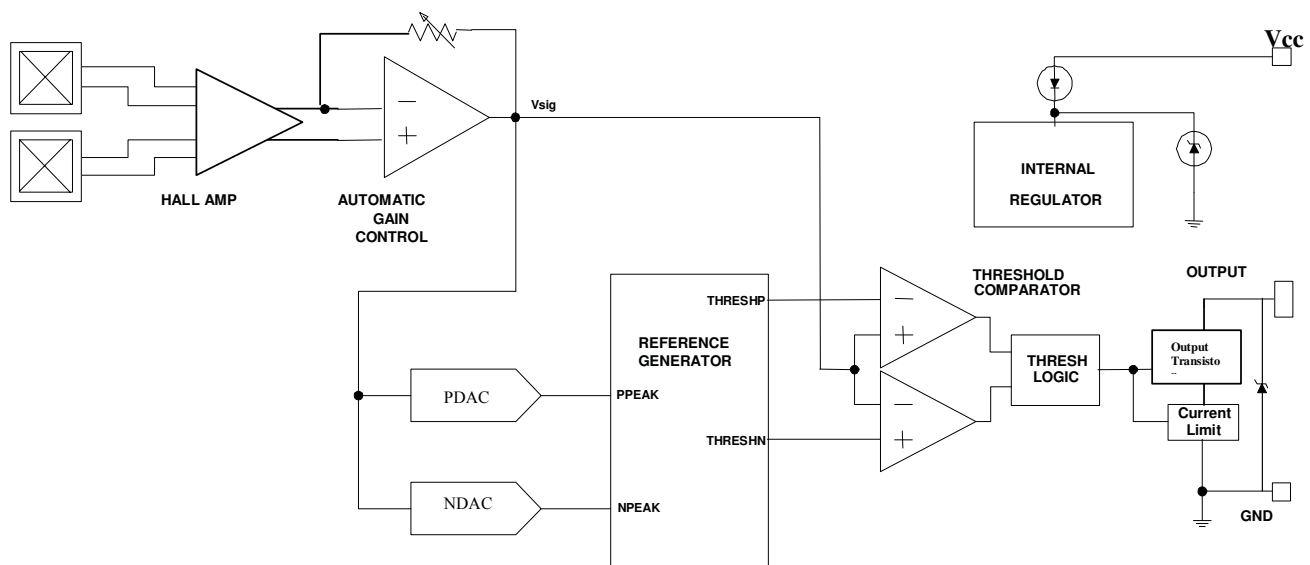 Vcc
Vsig
HALL AMP
AUTOMATIC
GAIN
CONTROL
INTERNAL
REGULATOR
THRESHOLD
COMPARATOR
OUTPUT
THRESHP
REFERENCE
GENERATOR
PPEAK
THRESHN
NPEAK
PDAC
NDAC
THRESH
LOGIC
Output
Transisto
Current
Limit
GND